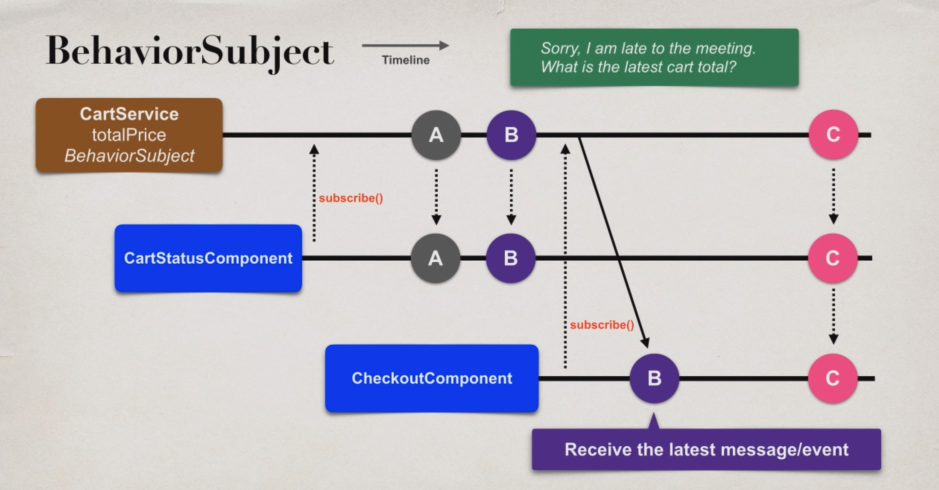 BehaviorSubject
Timeline
Sorry, I am late to the meeting.
What is the latest cart total?
CartService
totalPrice
BehaviorSubject
A
B
C
subscribe()
CartStatusComponent
A
B
C
subscribe()
CheckoutComponent
B
C
Receive the latest message/event